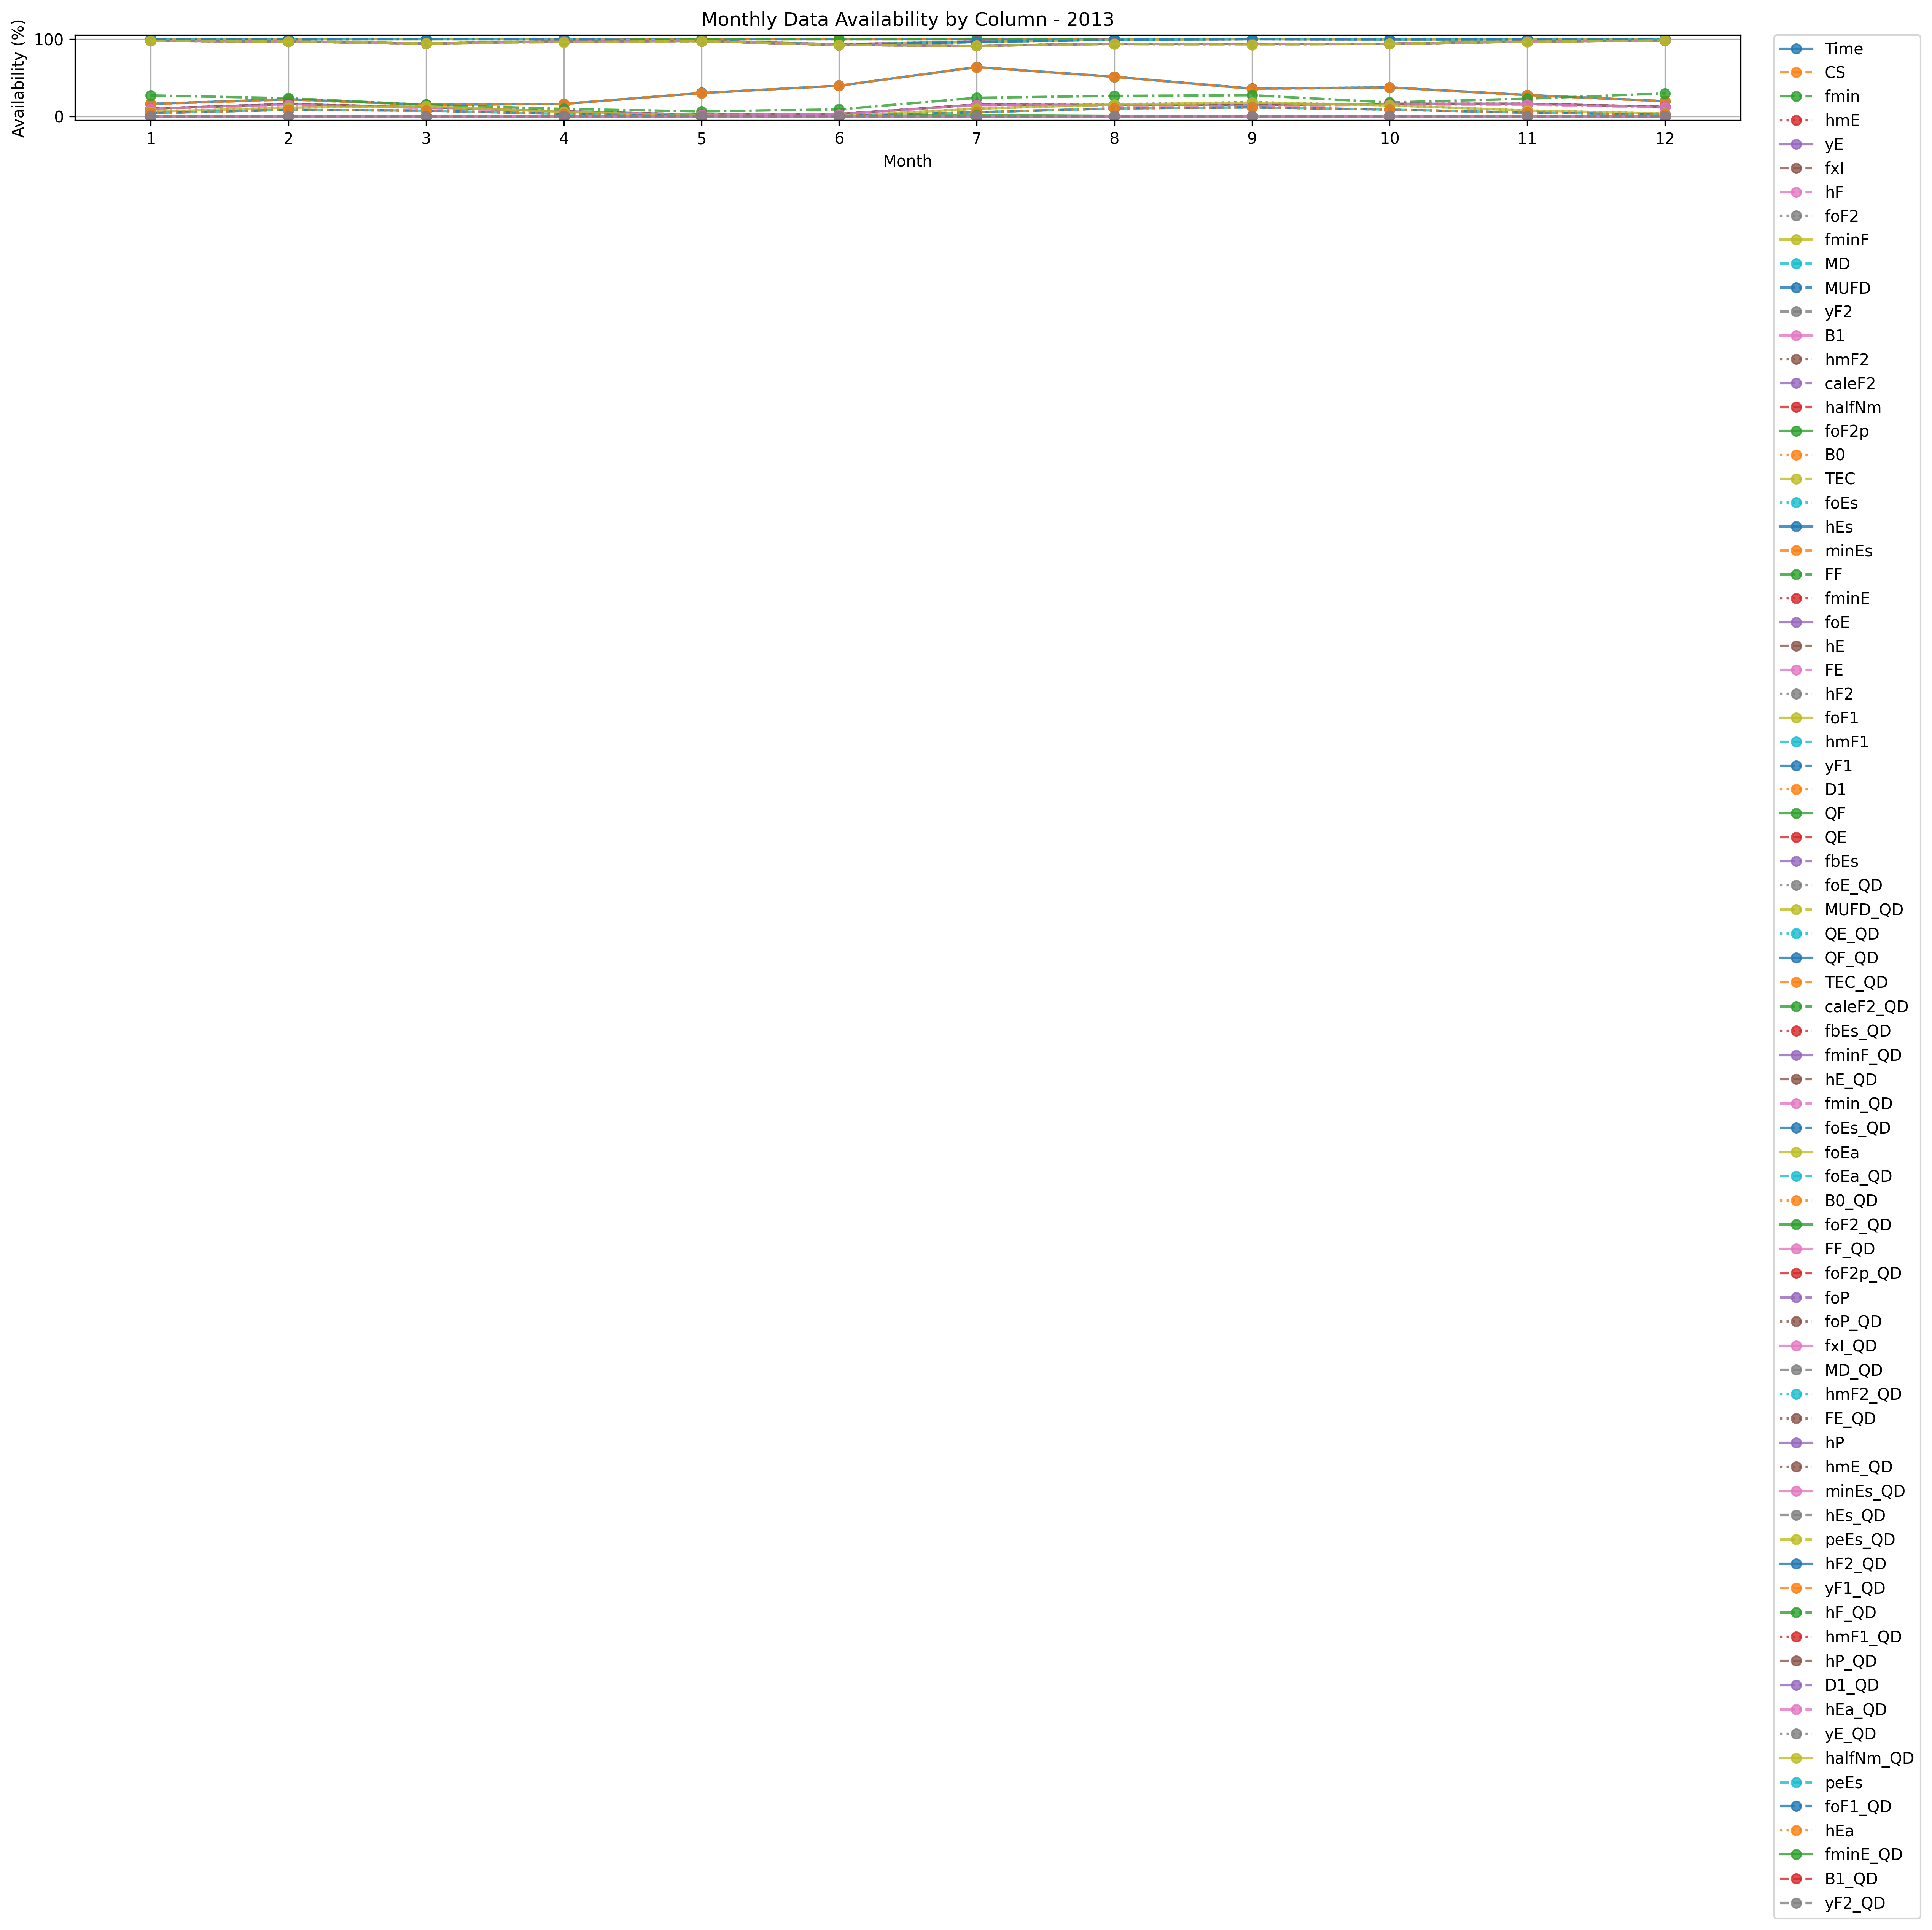 Monthly Data Availability by Column - 2013
Availability (%)
100
0
1 2 3 4 5 6 7 8 9 10 11 12
Month
Time
CS
fmin
hmE
yE
fxI
hF
foF2
fminF
MD
MUFD
yF2
B1
hmF2
caleF2
halfNm
foF2p
B0
TEC
foEs
hEs
minEs
FF
fminE
foE
hE
FE
hF2
foF1
hmF1
yF1
D1
QF
QE
fbEs
foE_QD
MUFD_QD
QE_QD
QF_QD
TEC_QD
caleF2_QD
fbEs_QD
fminF_QD
hE_QD
fmin_QD
foEs_QD
foEa
foEa_QD
B0_QD
foF2_QD
FF_QD
foF2p_QD
foP
foP_QD
fxI_QD
MD_QD
hmF2_QD
FE_QD
hP
hmE_QD
minEs_QD
hEs_QD
peEs_QD
hF2_QD
yF1_QD
hF_QD
hmF1_QD
hP_QD
D1_QD
hEa_QD
yE_QD
halfNm_QD
peEs
foF1_QD
hEa
fminE_QD
B1_QD
yF2_QD